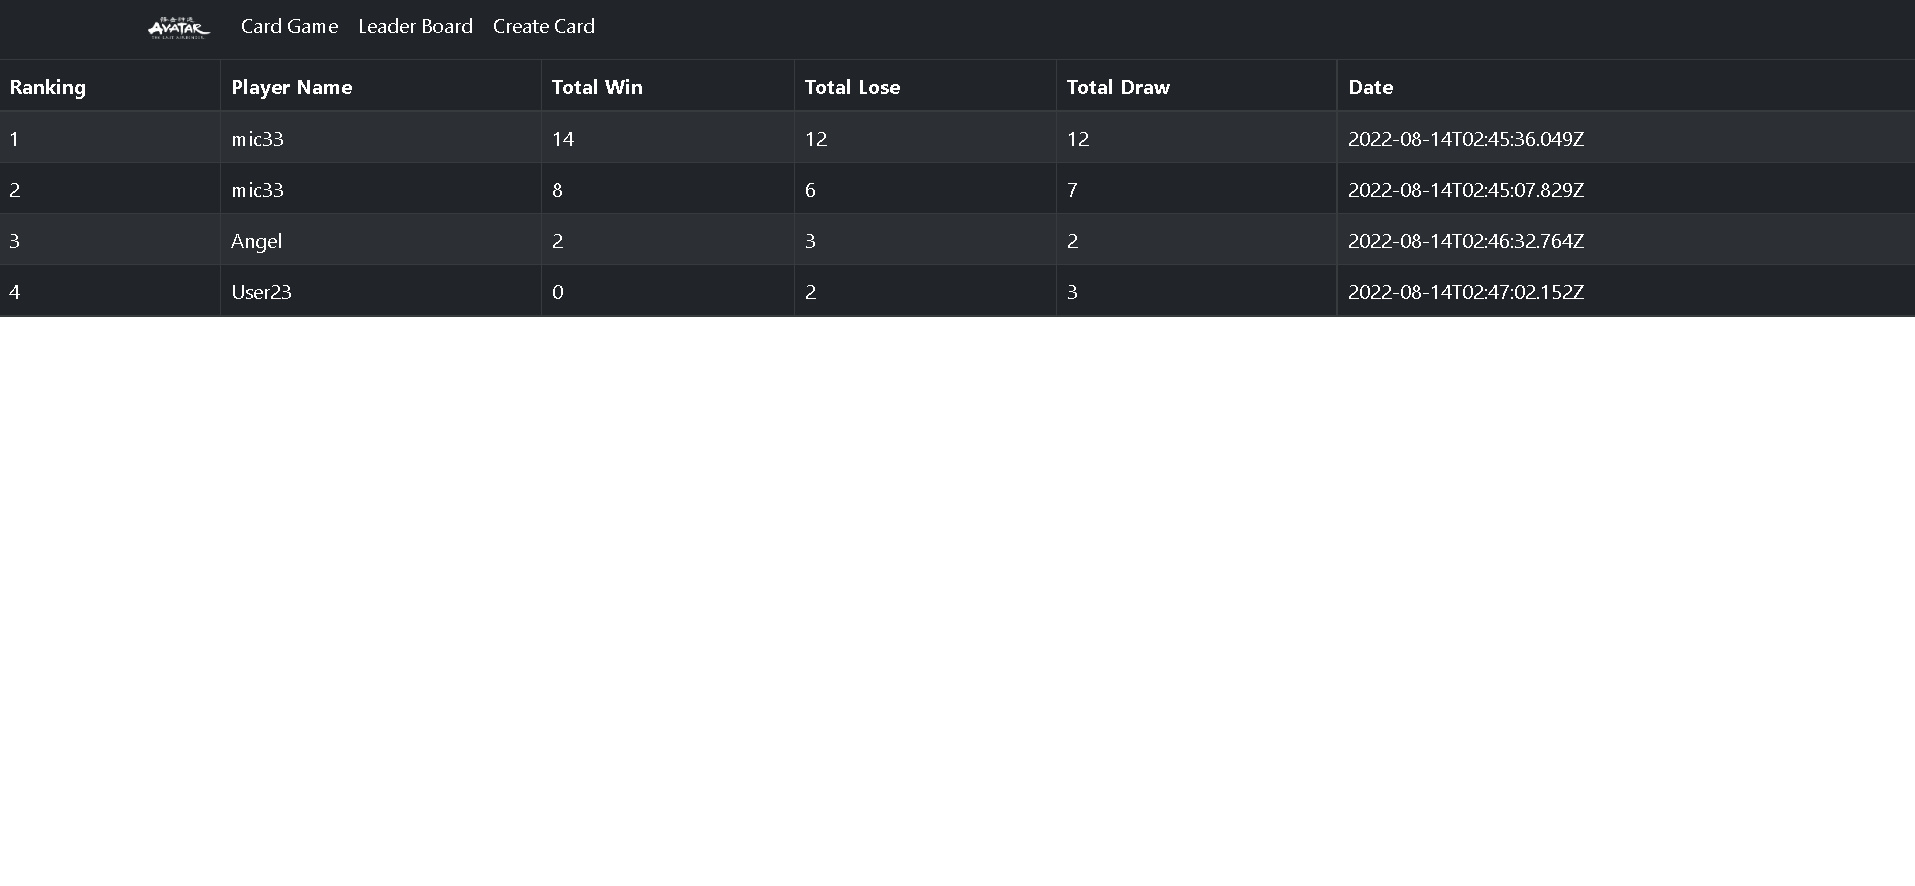 AVATAR
THE LAST AIRBENDER
Card Game Leader Board Create Card
Ranking Player Name Total Win Total Lose Total Draw Date
1 mic33 14 12 12 2022-08-14T02:45:36.049Z
2 mic33 8 6 7 2022-08-14T02:45:07.829Z
3 Angel 2 3 2 2022-08-14T02:46:32.764Z
4 User23 0 2 3 2022-08-14T02:47:02.152Z